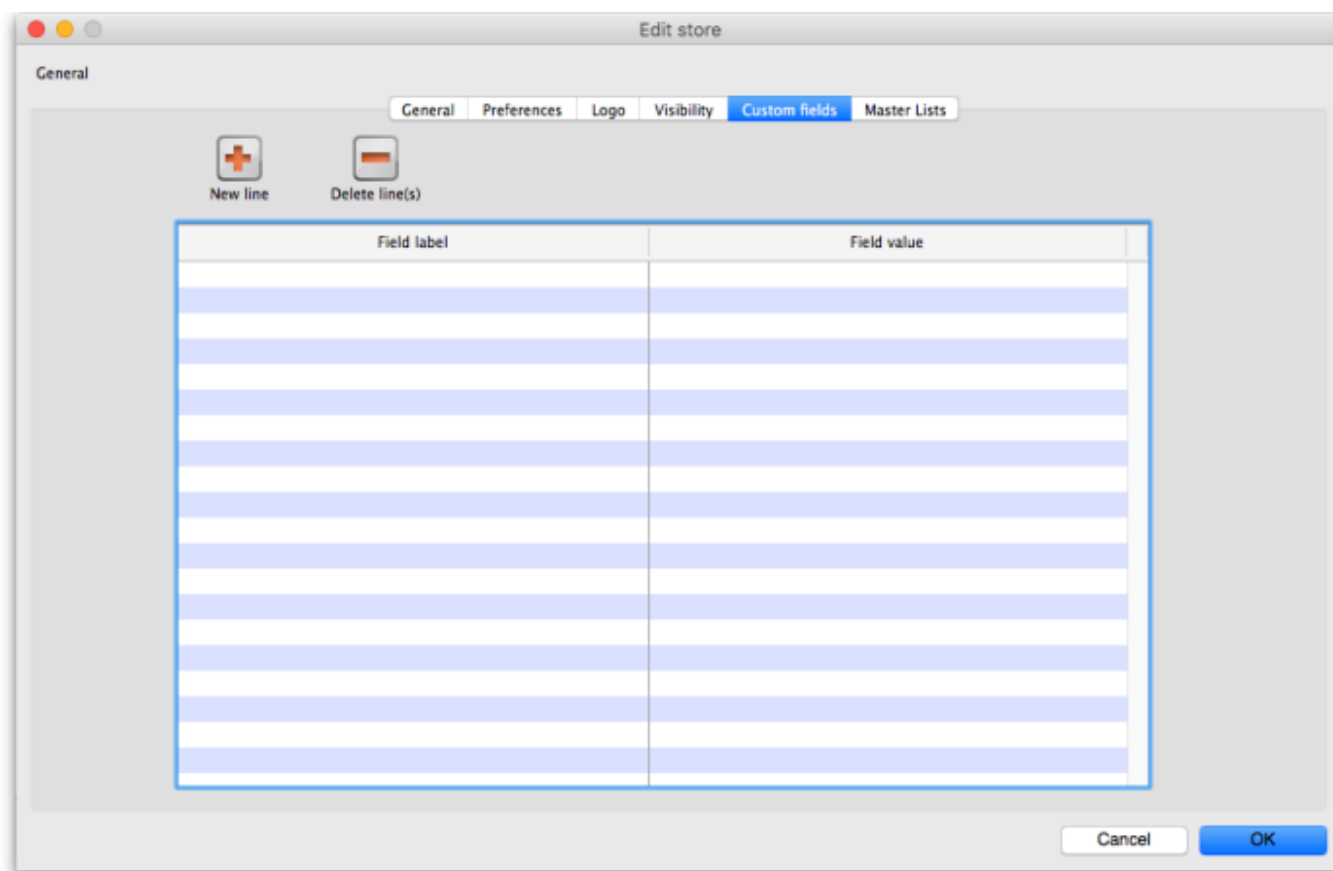 Edit store
General
General Preferences Logo Visibility Custom fields Master Lists
New line Delete line(s)
Field label Field value
Cancel OK